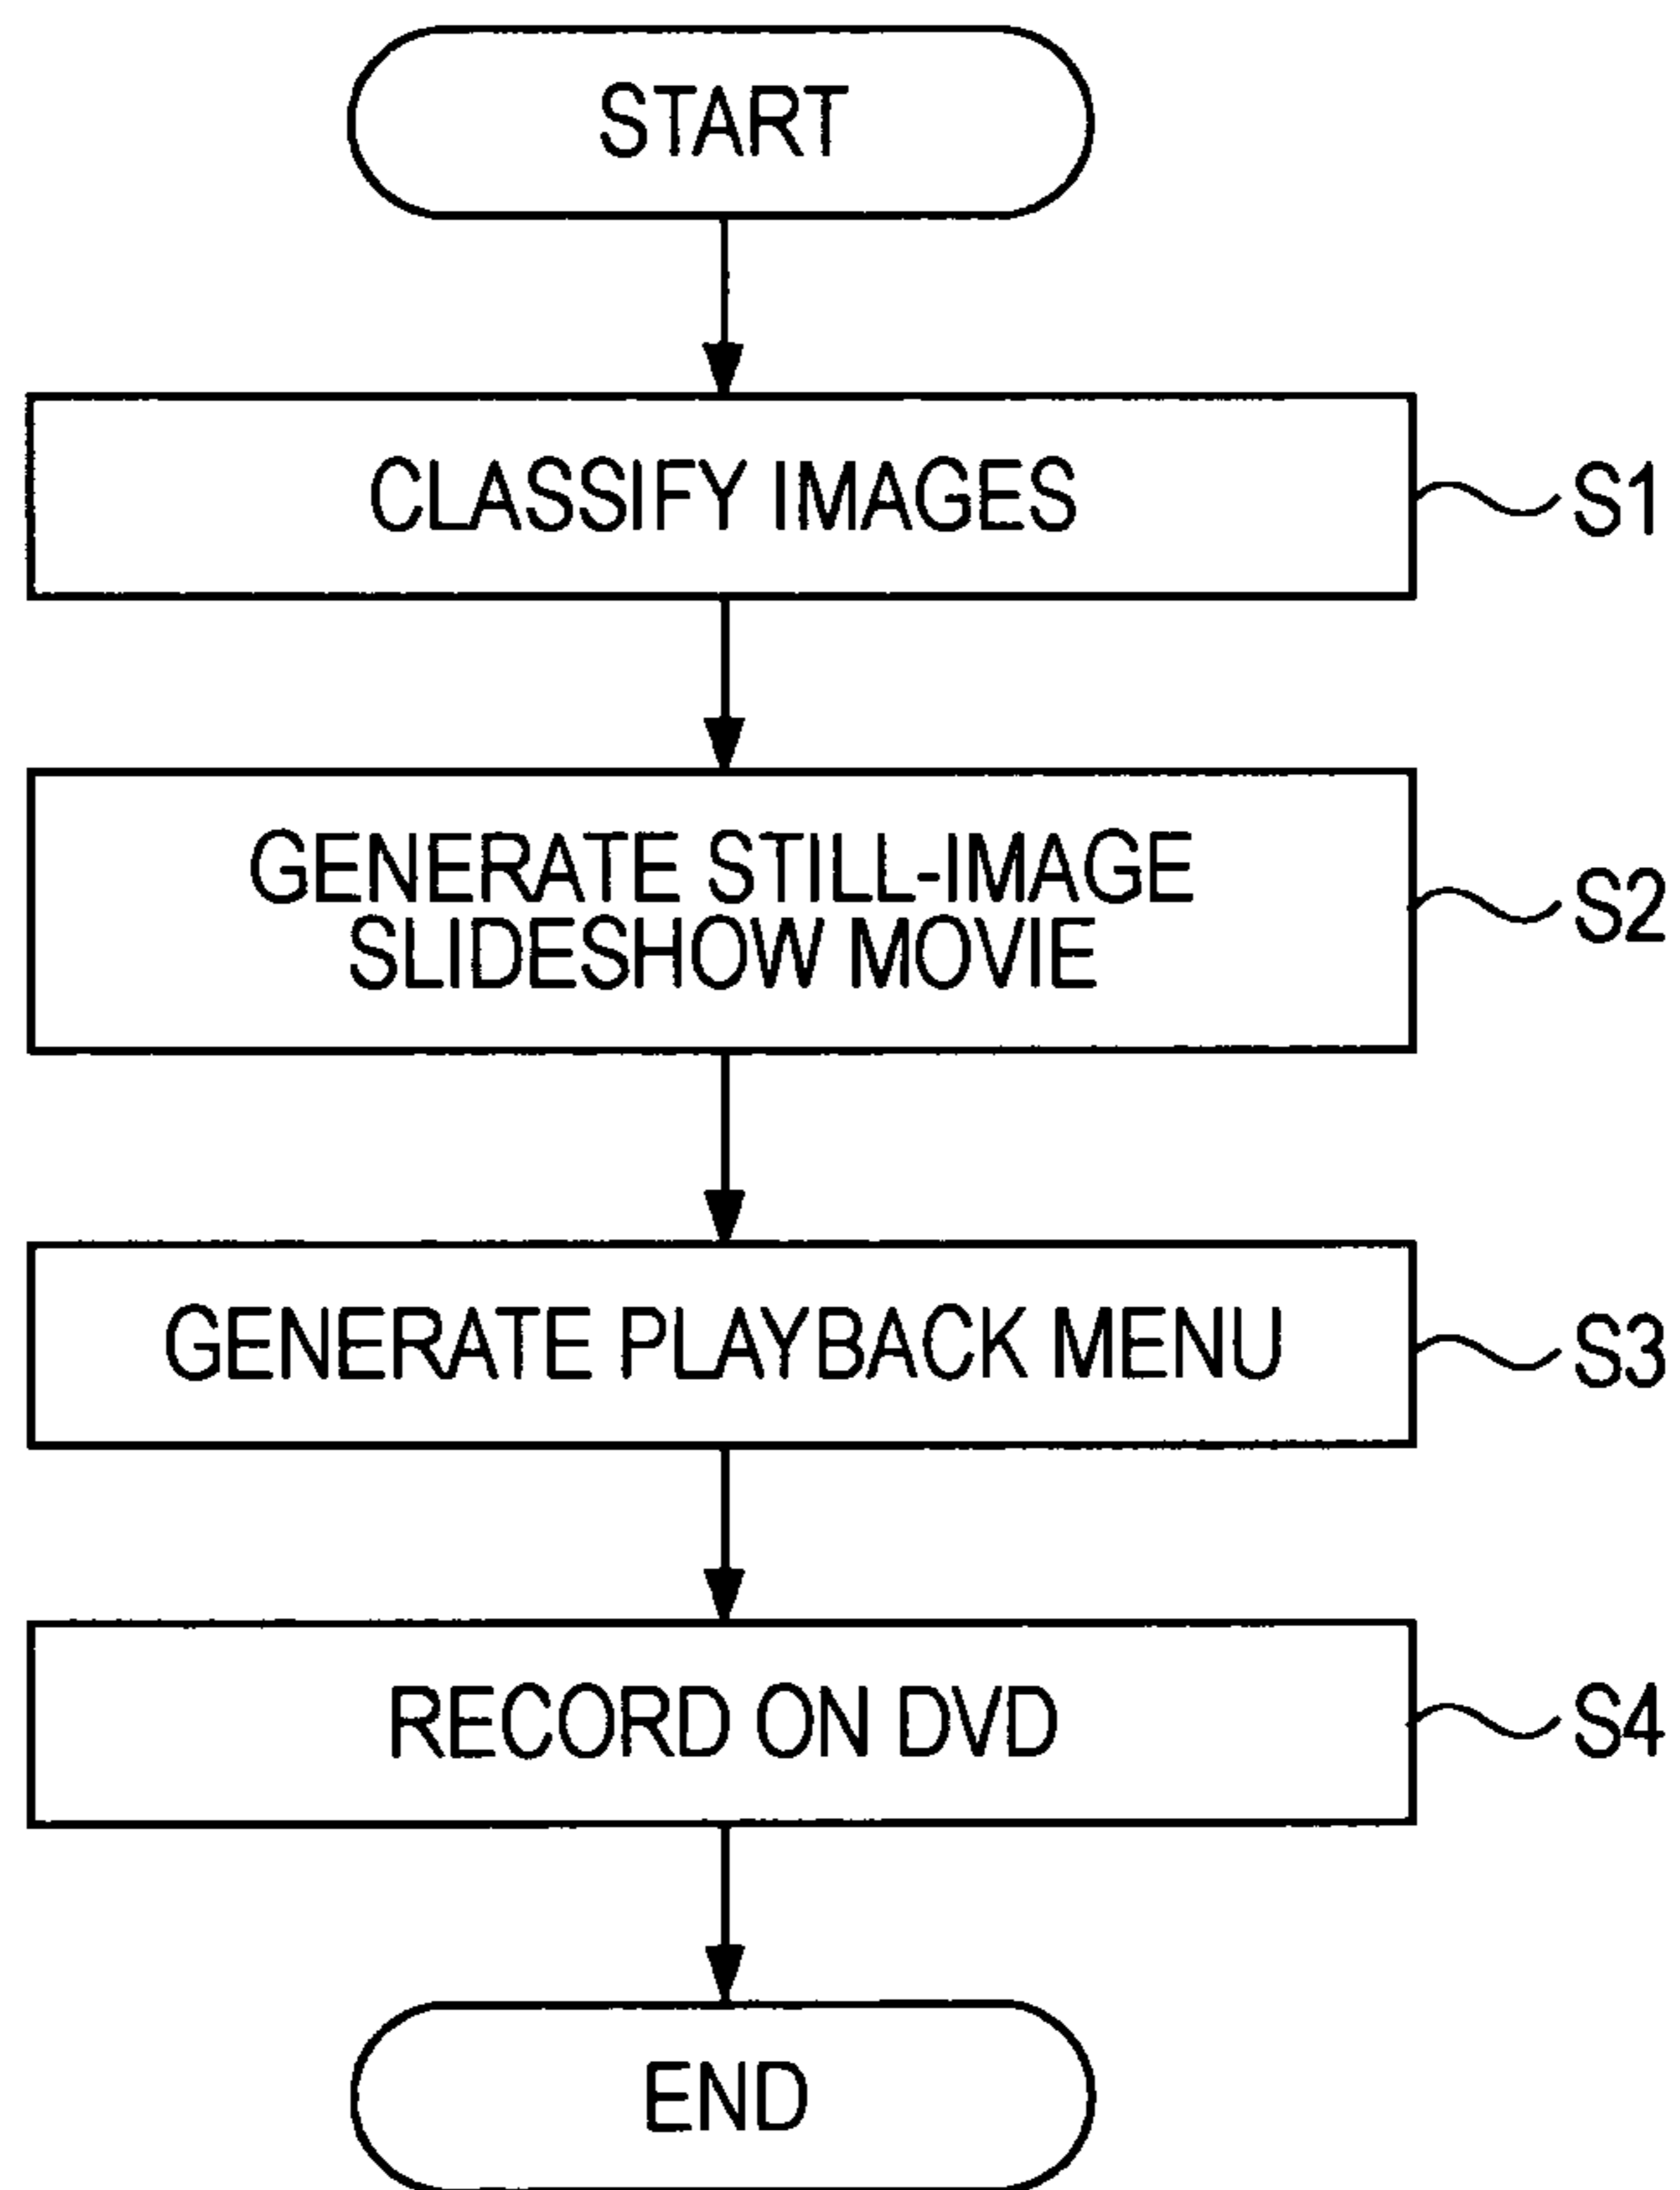 START
CLASSIFY IMAGES
S1
GENERATE STILL-IMAGE
SLIDESHOW MOVIE
S2
GENERATE PLAYBACK MENU
S3
RECORD ON DVD
S4
END